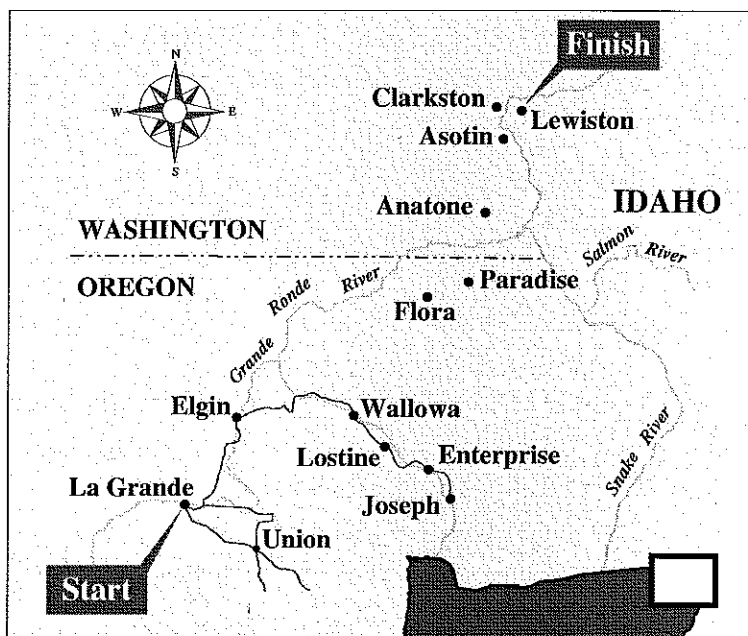 N
Finish
Clarkston
Lewiston
W
E
Asotin
S
Anatone
IDAHO
WASHINGTON
Salmon
River
OREGON
Paradise
Grande
Ronde
River
Flora
Elgin
Wallowa
Lostine
Enterprise
Snake River
La Grande
Joseph
Union
Start